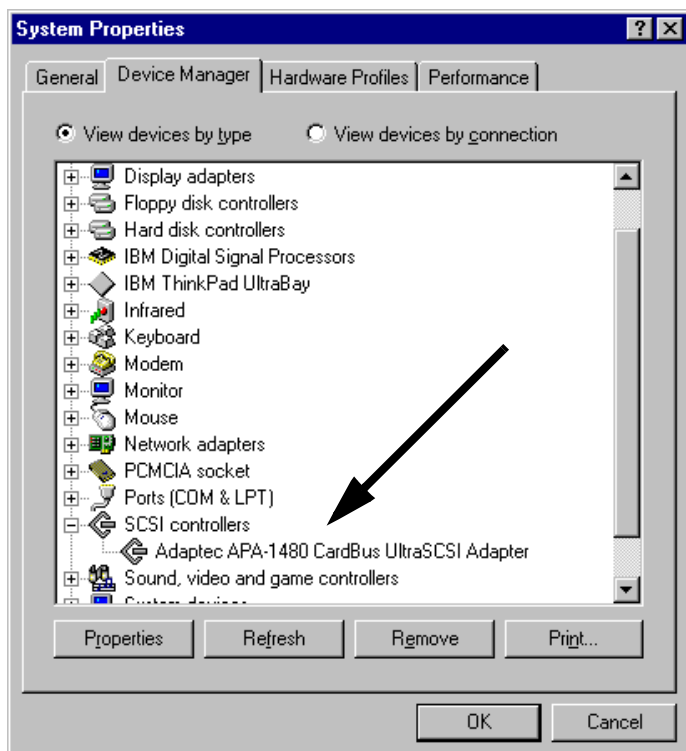 System Properties
General Device Manager Hardware Profiles Performance
View devices by type View devices by connection
Display adapters
Floppy disk controllers
Hard disk controllers
IBM Digital Signal Processors
IBM ThinkPad UltraBay
Infrared
Keyboard
Modem
Monitor
Mouse
Network adapters
PCMCIA socket
Ports (COM & LPT)
SCSI controllers
Adaptec APA-1480 CardBus UltraSCSI Adapter
Sound, video and game controllers
System devices
Properties Refresh Remove Print...
OK Cancel